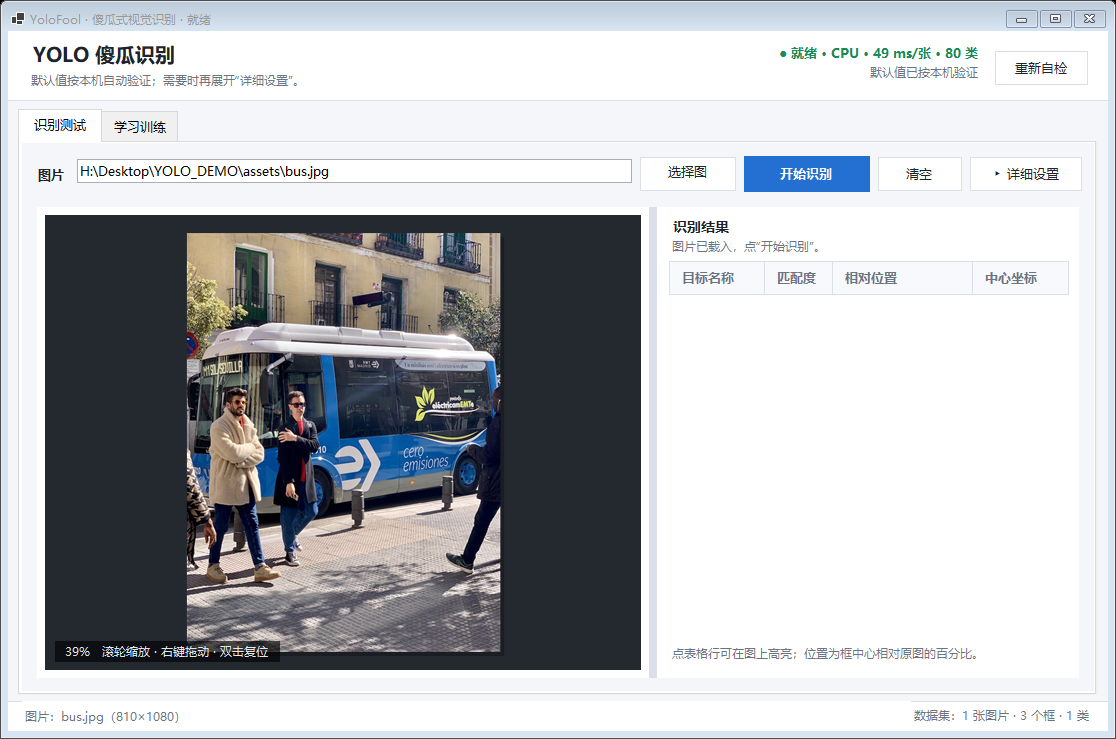 YoloFool · 傻瓜式视觉识别 · 就绪
YOLO 傻瓜识别
默认值按本机自动验证；需要时再展开“详细设置”。
● 就绪 • CPU • 49 ms/张 • 80 类
默认值已按本机验证
重新自检
识别测试
学习训练
图片
H:\Desktop\YOLO_DEMO\assets\bus.jpg
选择图
开始识别
清空
▸ 详细设置
cero
emisiones
39% 滚轮缩放 · 右键拖动 · 双击复位
识别结果
图片已载入，点“开始识别”。
目标名称 匹配度 相对位置 中心坐标
点表格行可在图上高亮；位置为框中心相对原图的百分比。
图片：bus.jpg（810×1080）
数据集：1 张图片 · 3 个框 · 1 类